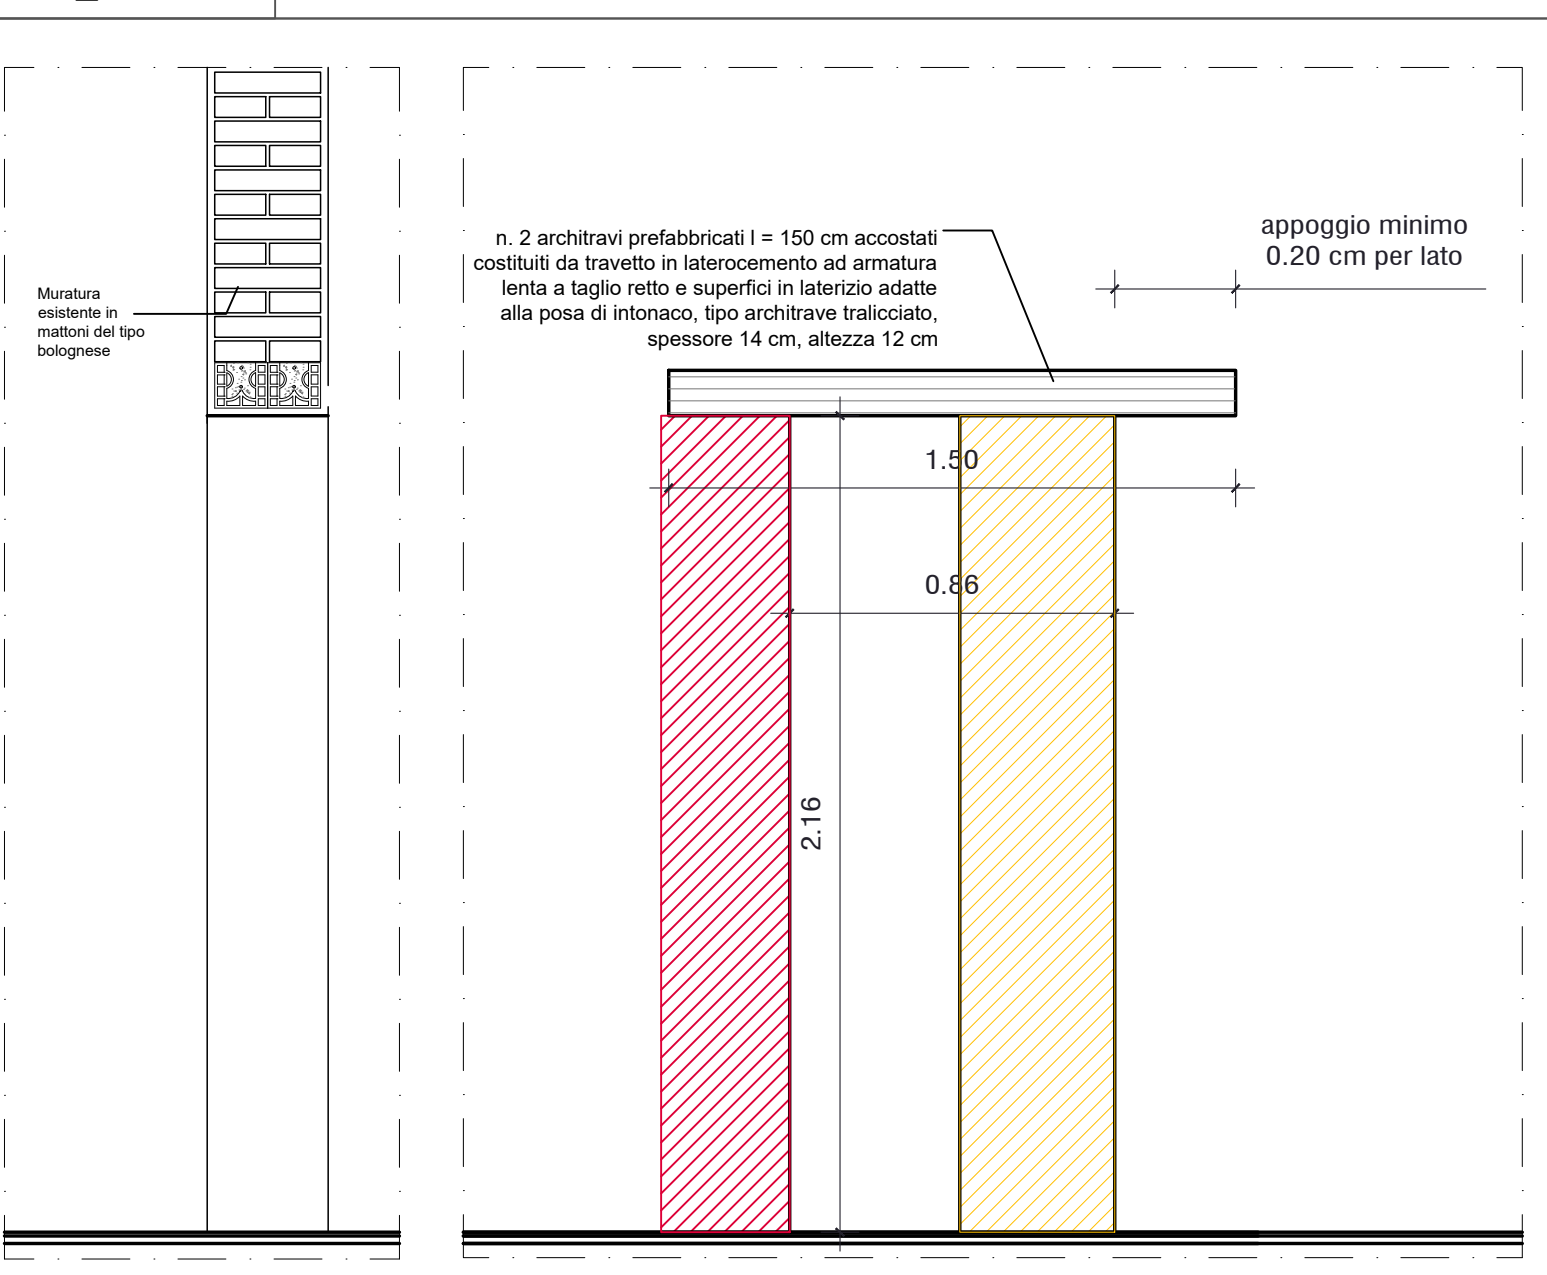 Muratura
esistente in
mattoni del tipo
bolognese
n. 2 architravi prefabbricati l = 150 cm accostati
costituiti da travetto in laterocemento ad armatura
lenta a taglio retto e superfici in laterizio adatte
alla posa di intonaco, tipo architrave tralicciato,
spessore 14 cm, altezza 12 cm
appoggio minimo
0.20 cm per lato
1.50
0.86
2.16